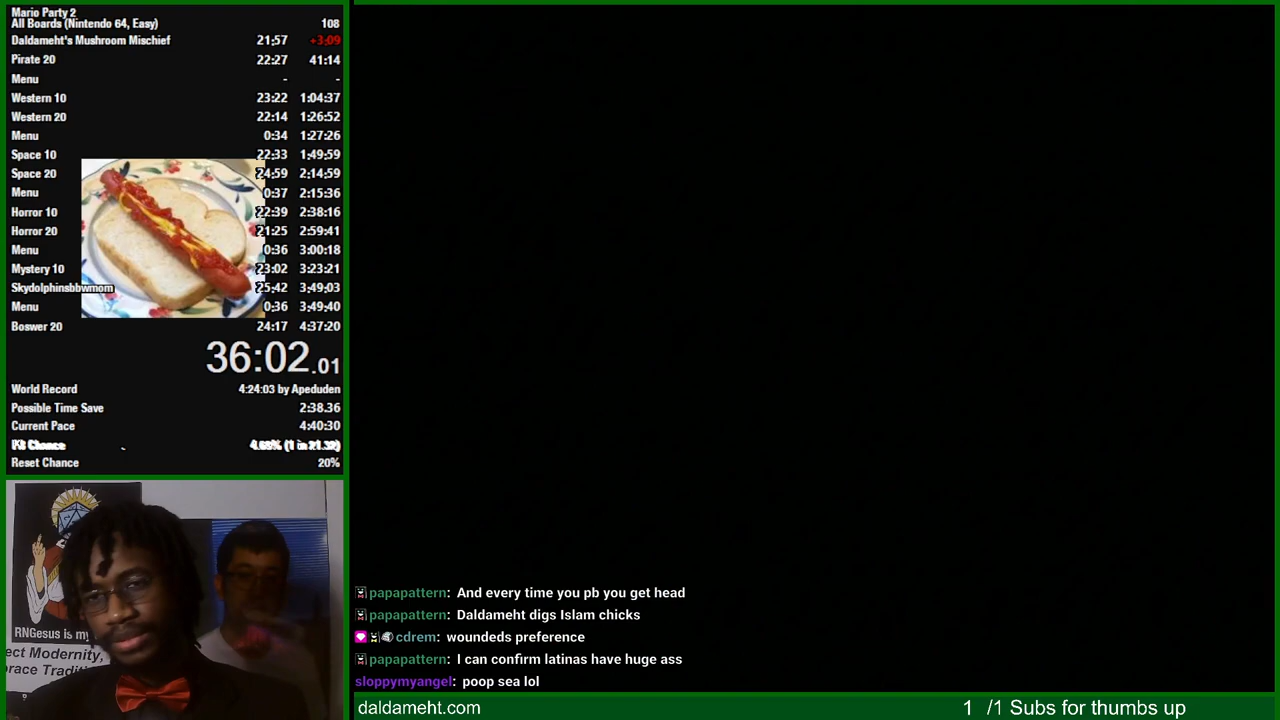 Mario Party 2
All Boards (Nintendo 64, Easy) 108
Daldameht's Mushroom Mischief 21:57 +3:09
Pirate 20 22:27 41:14
Menu - -
Western 10 23:22 1:04:37
Western 20 22:14 1:26:52
Menu 0:34 1:27:26
Space 10 22:33 1:49:59
Space 20 24:59 2:14:59
Menu 0:37 2:15:36
Horror 10 22:39 2:38:16
Horror 20 21:25 2:59:41
Menu 0:36 3:00:18
Mystery 10 23:02 3:23:21
Skydolphinsbbwmom 25:42 3:49:03
Menu 0:36 3:49:40
Boswer 20 24:17 4:37:20
36:02.01
World Record 4:24:03 by Apeduden
Possible Time Save 2:38.36
Current Pace 4:40:30
Chance - (1 in
Reset Chance 20%
RNGesus is my
ect Modernity,
brace Traditi
papapattern: And every time you pb you get head
papapattern: Daldameht digs Islam chicks
cdrem: woundeds preference
papapattern: I can confirm latinas have huge ass
sloppymyangel: poop sea lol
daldameht.com 1 /1 Subs for thumbs up